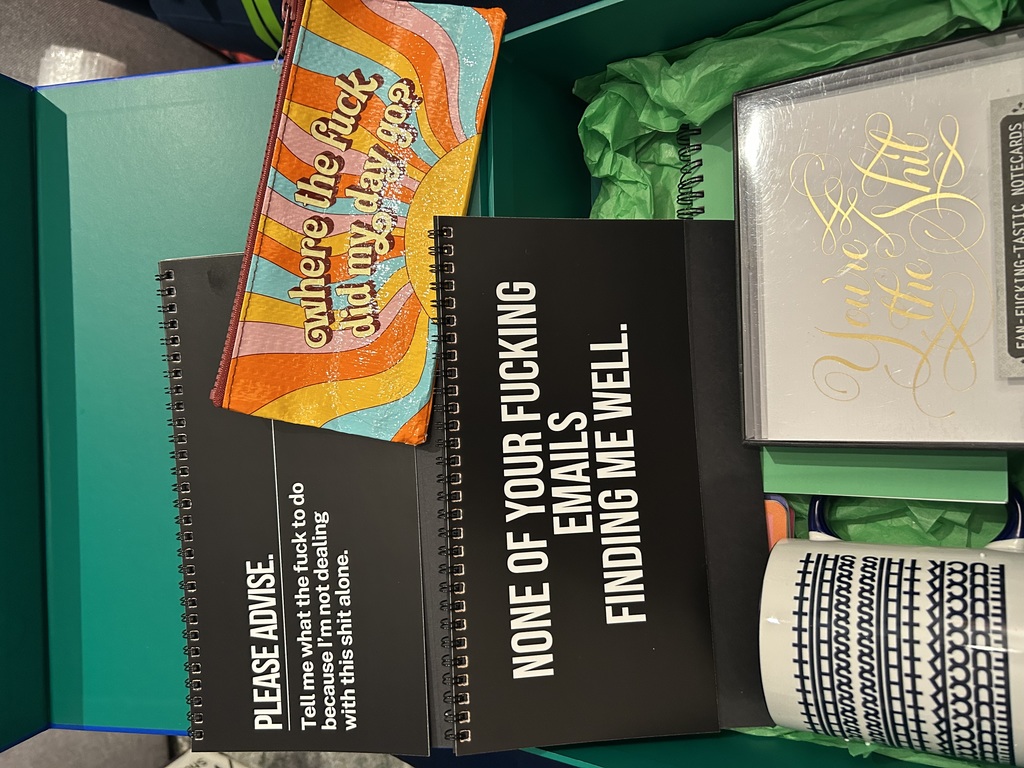 Where the fuck
did my day go?
PLEASE ADVISE.
Tell me what the fuck to do
because I'm not dealing
with this shit alone.
NONE OF YOUR FUCKING
EMAILS
FINDING ME WELL.
You're
the Shit
FAN-FUCKING-TASTIC NOTECARDS